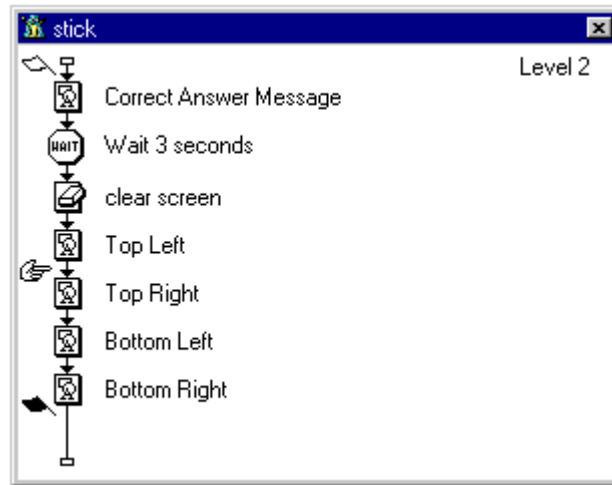 stick
Level 2
Correct Answer Message
WAIT Wait 3 seconds
clear screen
Top Left
Top Right
Bottom Left
Bottom Right